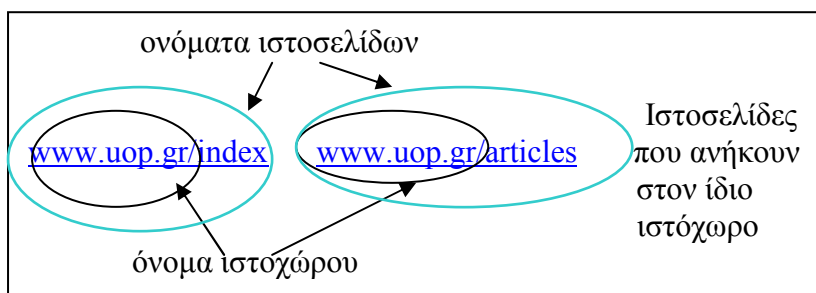 ονόματα ιστοσελίδων
www.uop.gr/index www.uop.gr/articles
Ιστοσελίδες
που ανήκουν
στον ίδιο
ιστόχωρο
όνομα ιστοχώρου